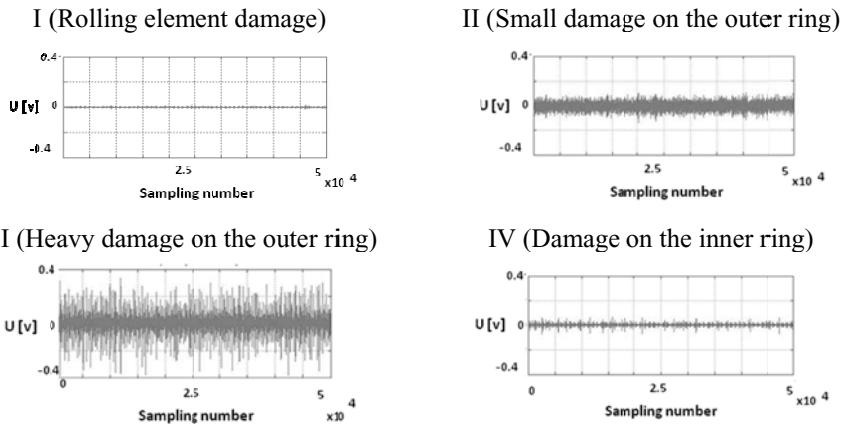 I (Rolling element damage)
0.4
U [v]
0
-0.4
2.5
5
x10 4
Sampling number
II (Small damage on the outer ring)
0.4
U [v]
0
-0.4
2.5
5
x10 4
Sampling number
I (Heavy damage on the outer ring)
0.4
U [v]
0
-0.4
0
2.5
5
x10 4
Sampling number
IV (Damage on the inner ring)
0.4
U [v]
0
-0.4
0
2.5
5
x10 4
Sampling number